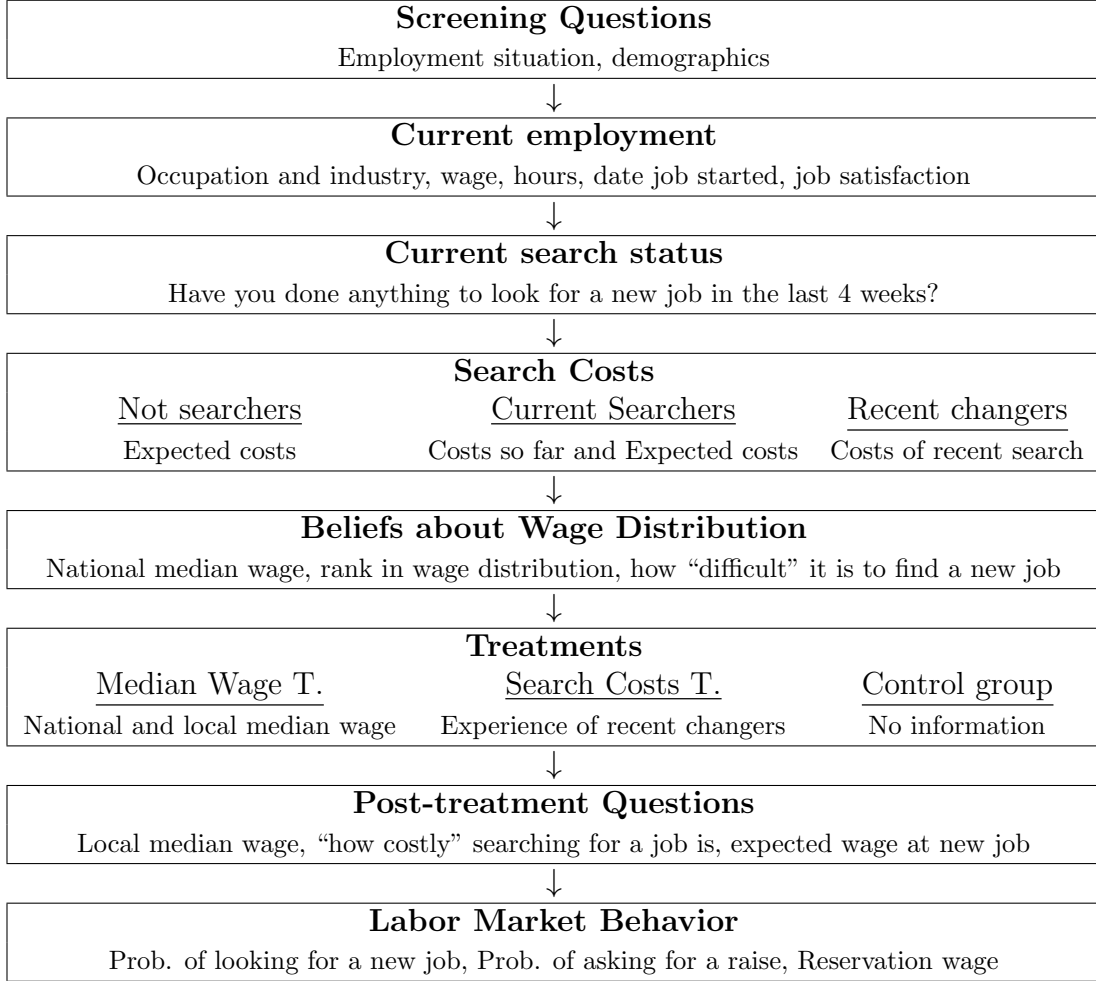 Screening Questions
Employment situation, demographics
↓
Current employment
Occupation and industry, wage, hours, date job started, job satisfaction
↓
Current search status
Have you done anything to look for a new job in the last 4 weeks?
↓
Search Costs
Not searchers Current Searchers Recent changers
Expected costs Costs so far and Expected costs Costs of recent search
↓
Beliefs about Wage Distribution
National median wage, rank in wage distribution, how “difficult” it is to find a new job
↓
Treatments
Median Wage T. Search Costs T. Control group
National and local median wage Experience of recent changers No information
↓
Post-treatment Questions
Local median wage, “how costly” searching for a job is, expected wage at new job
↓
Labor Market Behavior
Prob. of looking for a new job, Prob. of asking for a raise, Reservation wage